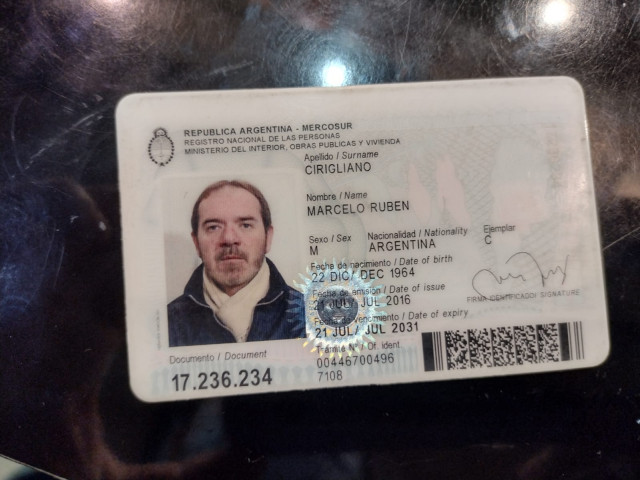 REPUBLICA ARGENTINA - MERCOSUR
REGISTRO NACIONAL DE LAS PERSONAS
MINISTERIO DEL INTERIOR, OBRAS PUBLICAS Y VIVIENDA
Apellido / Surname
CIRIGLIANO
Nombre / Name
MARCELO RUBEN
Sexo / Sex Nacionalidad / Nationality Ejemplar
M ARGENTINA C
Fecha de nacimiento / Date of birth
22 DIC/ DEC 1964
Fecha de emisión / Date of issue
21 JUL/ JUL 2016
Fecha de vencimiento / Date of expiry
21 JUL/ JUL 2031
FIRMA IDENTIFICADO/ SIGNATURE
Documento / Document
17.236.234
Trámite N° / Of. ident.
00446700496
7108